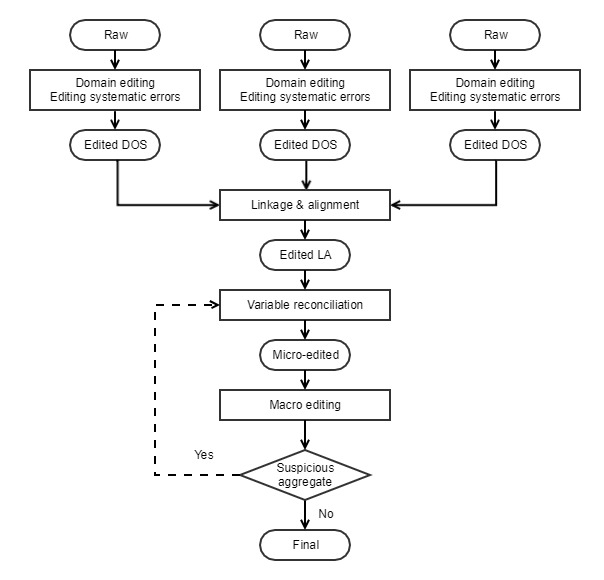 Raw
Raw
Raw
Domain editing
Editing systematic errors
Domain editing
Editing systematic errors
Domain editing
Editing systematic errors
Edited DOS
Edited DOS
Edited DOS
Linkage & alignment
Edited LA
Variable reconciliation
Micro-edited
Macro editing
Yes
Suspicious
aggregate
No
Final